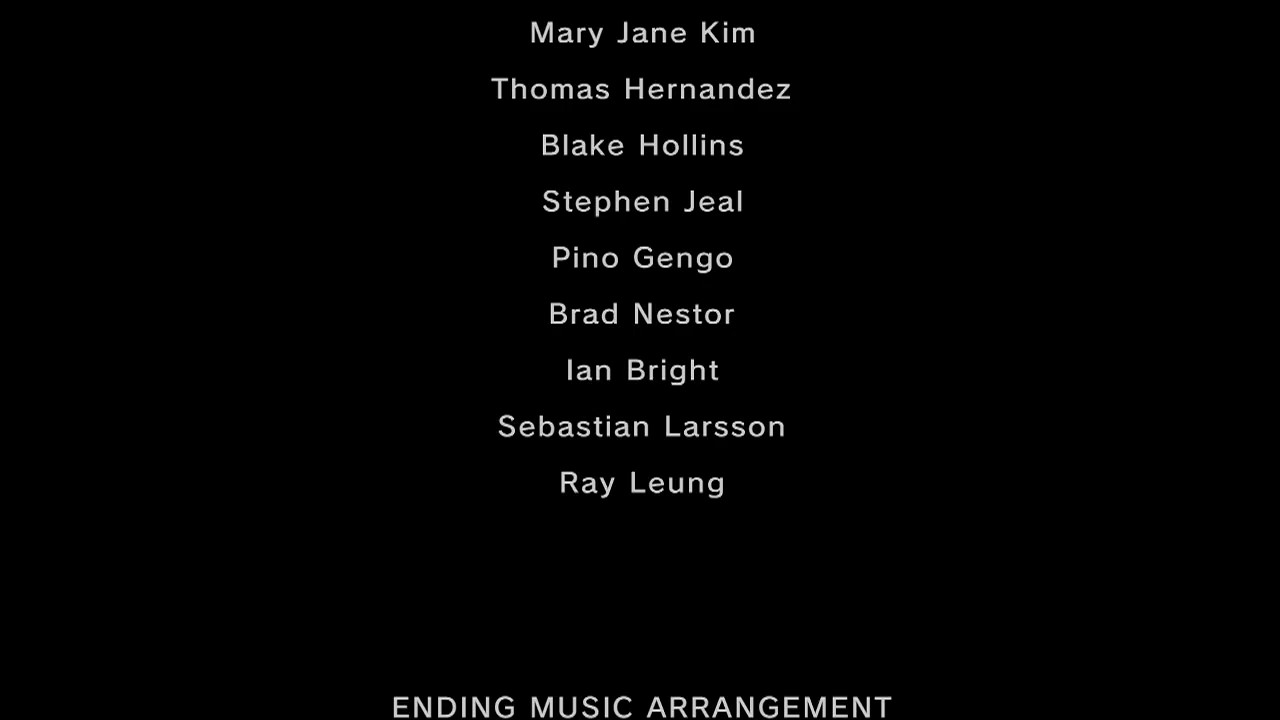 Mary Jane Kim
Thomas Hernandez
Blake Hollins
Stephen Jeal
Pino Gengo
Brad Nestor
Ian Bright
Sebastian Larsson
Ray Leung
ENDING MUSIC ARRANGEMENT